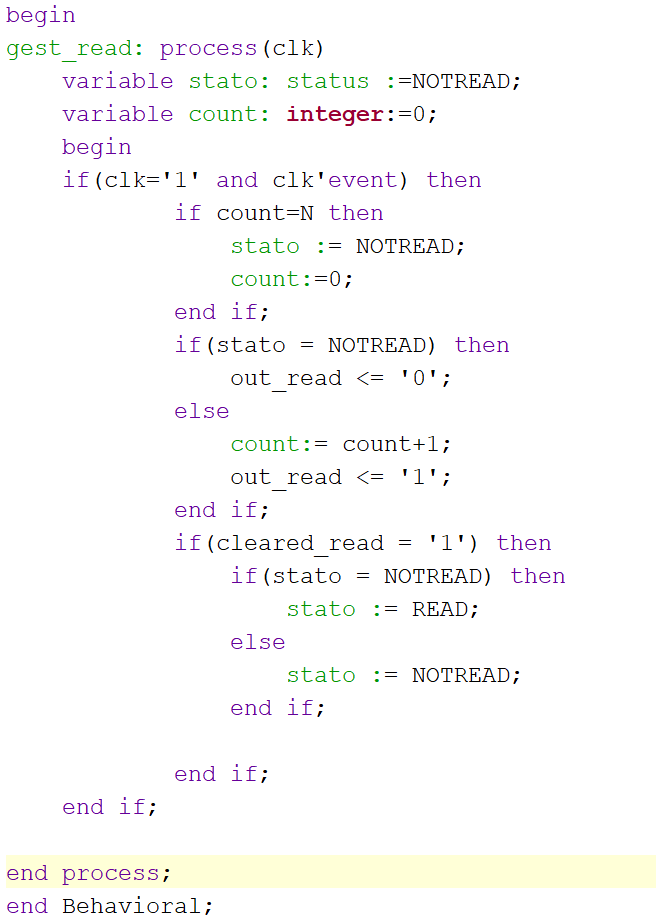 begin
gest_read: process(clk)
    variable stato: status :=NOTREAD;
    variable count: integer:=0;
    begin
    if(clk='1' and clk'event) then
            if count=N then
                stato := NOTREAD;
                count:=0;
            end if;
            if(stato = NOTREAD) then
                out_read <= '0';
            else
                count:= count+1;
                out_read <= '1';
            end if;
            if(cleared_read = '1') then
                if(stato = NOTREAD) then
                    stato := READ;
                else
                    stato := NOTREAD;
                end if;

            end if;
    end if;

end process;
end Behavioral;